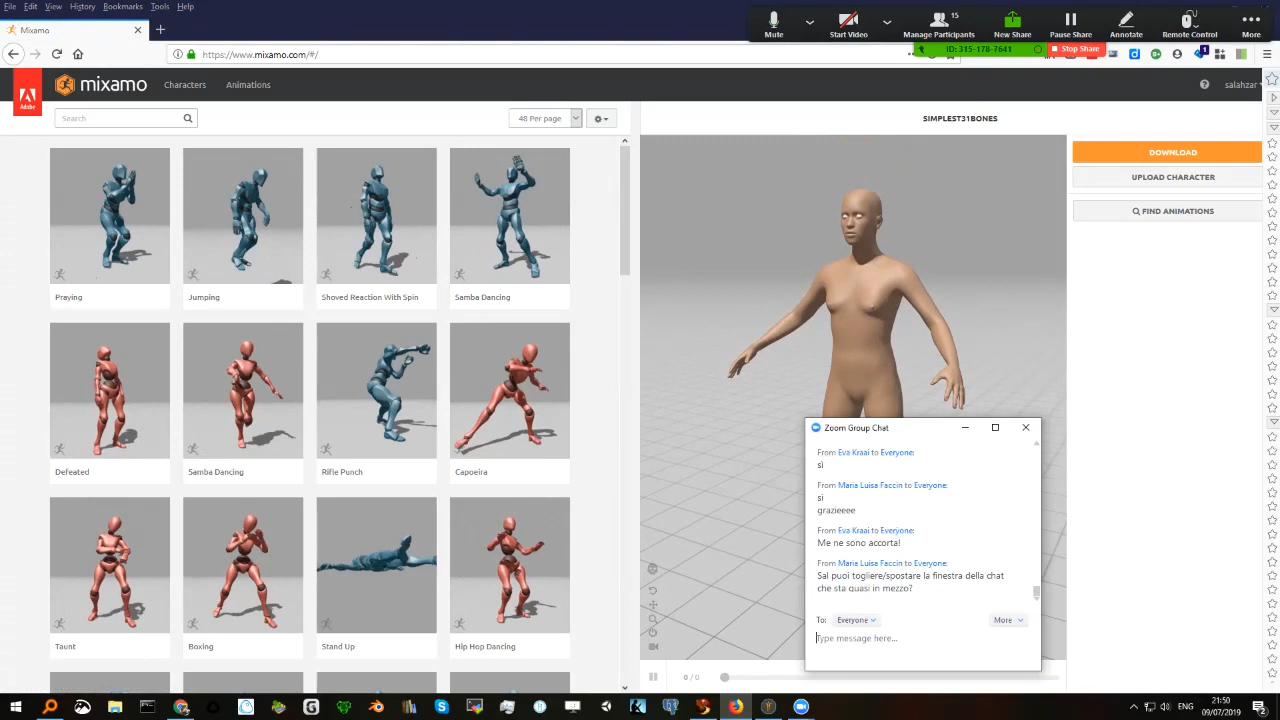 File Edit View History Bookmarks Tools Help
Mixamo
https://www.mixamo.com/#/
Mute
Start Video
15
Manage Participants
New Share
Pause Share
Annotate
Remote Control
More
ID: 315-178-7641
Stop Share
1
Adobe
mixamo
Characters
Animations
salahzar
Search
48 Per page
SIMPLEST31BONES
DOWNLOAD
UPLOAD CHARACTER
FIND ANIMATIONS
Praying
Jumping
Shoved Reaction With Spin
Samba Dancing
Defeated
Samba Dancing
Rifle Punch
Capoeira
Taunt
Boxing
Stand Up
Hip Hop Dancing
Zoom Group Chat
From Eva Kraai to Everyone:
sì
From Maria Luisa Faccin to Everyone:
si
grazieeee
From Eva Kraai to Everyone:
Me ne sono accorta!
From Maria Luisa Faccin to Everyone:
Sal puoi togliere/spostare la finestra della chat
che sta quasi in mezzo?
To: Everyone
More
Type message here...
0 / 0
ENG
21:50
09/07/2019